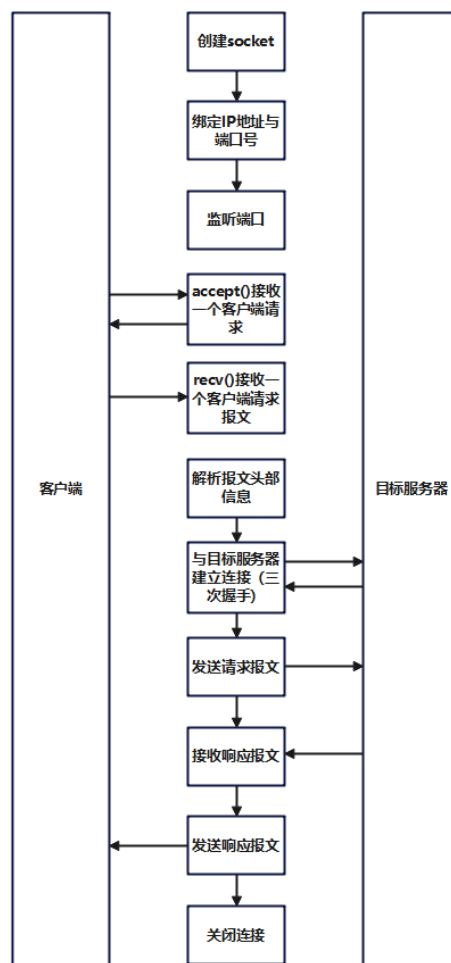 创建socket
绑定IP地址与
端口号
监听端口
accept()接收
一个客户端请
求
recv()接收一
个客户端请求
报文
解析报文头部
信息
客户端
目标服务器
与目标服务器
建立连接（三
次握手)
发送请求报文
接收响应报文
发送响应报文
关闭连接